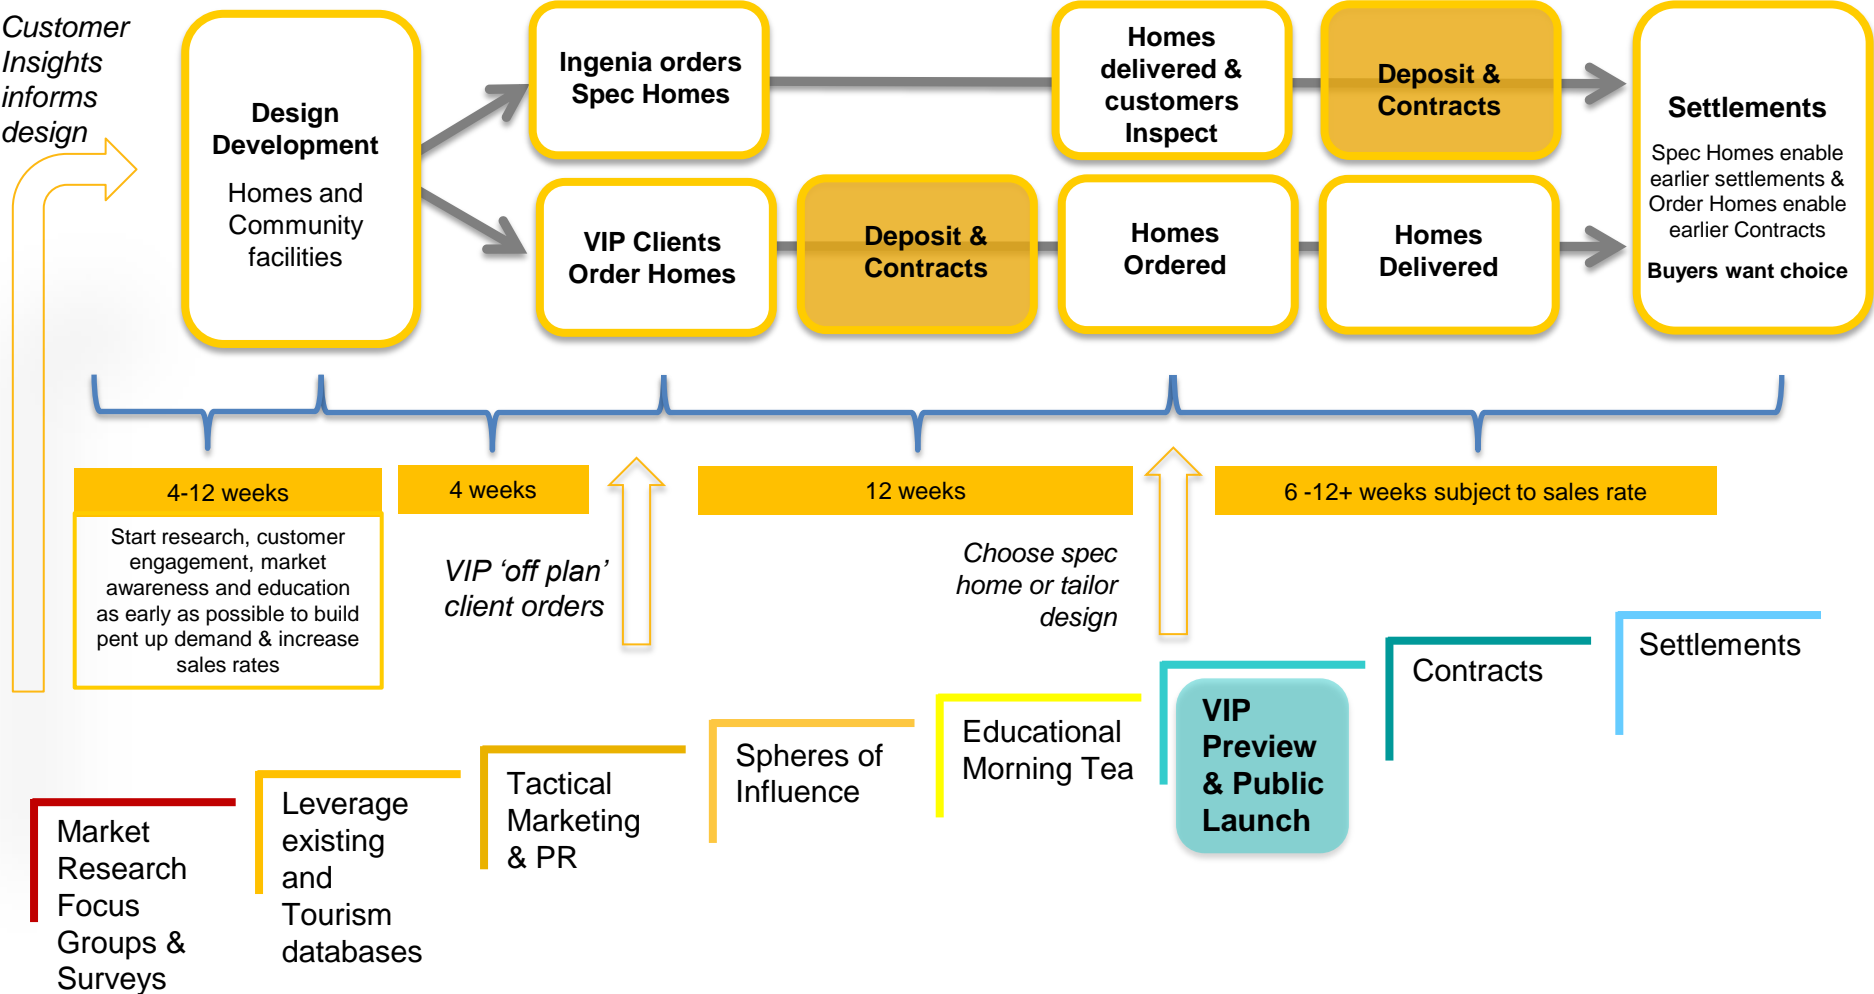 Customer
Insights
informs
design
Design
Development
Homes and
Community
facilities
Ingenia orders
Spec Homes
Homes
delivered &
customers
Inspect
Deposit &
Contracts
VIP Clients
Order Homes
Deposit &
Contracts
Homes
Ordered
Homes
Delivered
Settlements
Spec Homes enable
earlier settlements &
Order Homes enable
earlier Contracts
Buyers want choice
4-12 weeks
4 weeks
12 weeks
6 -12+ weeks subject to sales rate
Start research, customer
engagement, market
awareness and education
as early as possible to build
pent up demand & increase
sales rates
VIP ‘off plan’
client orders
Choose spec
home or tailor
design
Market
Research
Focus
Groups &
Surveys
Leverage
existing
and
Tourism
databases
Tactical
Marketing
& PR
Spheres of
Influence
Educational
Morning Tea
VIP
Preview
& Public
Launch
Contracts
Settlements